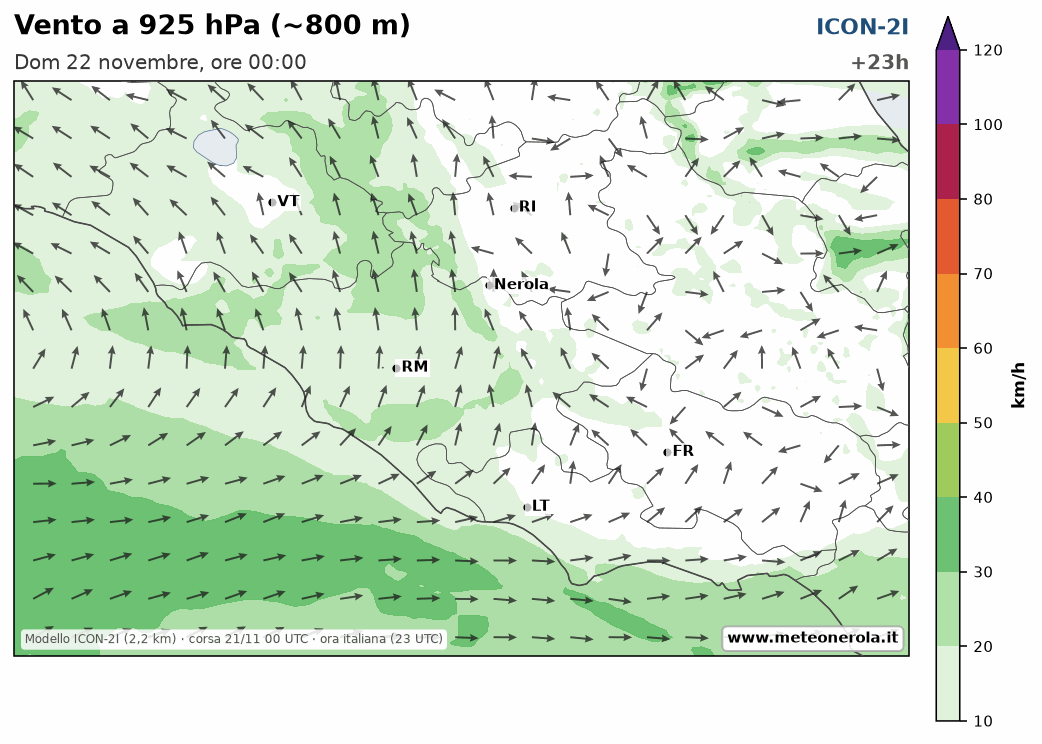 Vento a 925 hPa (~800 m)
ICON-2I
Dom 22 novembre, ore 00:00
+23h
VT
RI
Nerola
RM
FR
LT
Modello ICON-2I (2,2 km) · corsa 21/11 00 UTC · ora italiana (23 UTC)
www.meteonerola.it
120
100
80
70
60
50
40
30
20
10
km/h